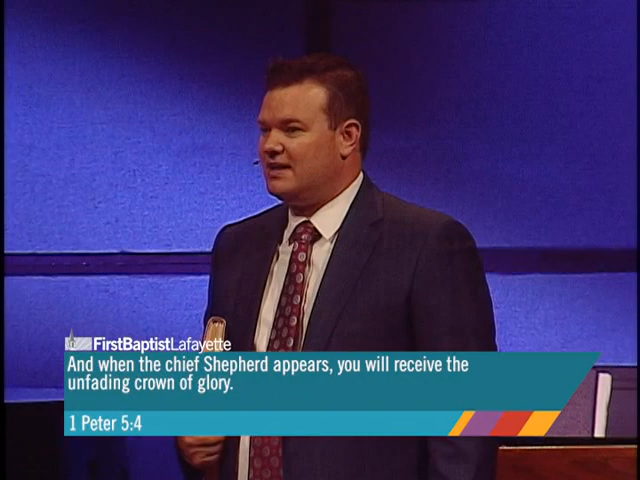 FirstBaptistLafayette
And when the chief Shepherd appears, you will receive the
unfading crown of glory.
1 Peter 5:4